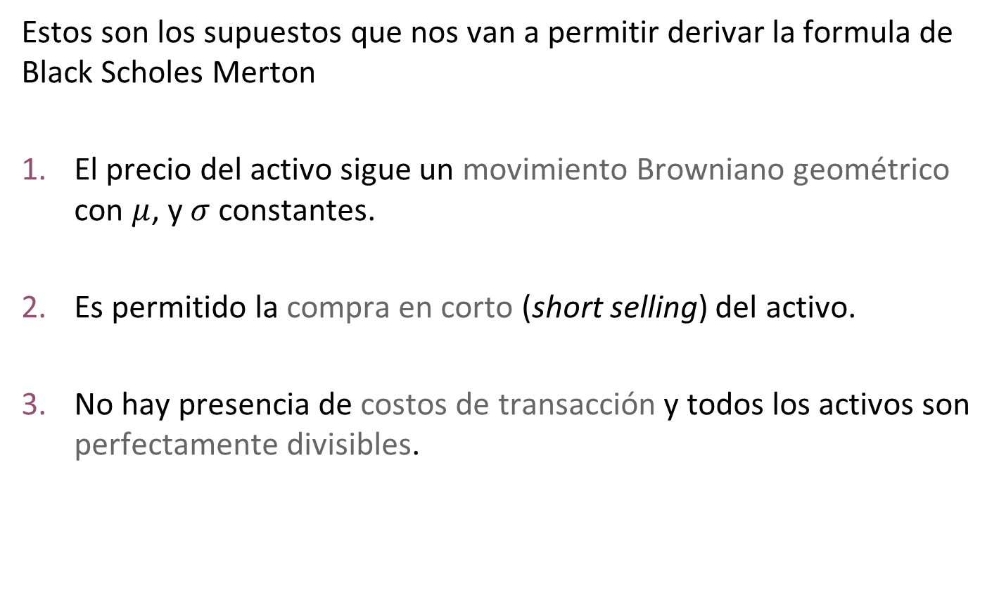 Estos son los supuestos que nos van a permitir derivar la formula de
Black Scholes Merton
1. El precio del activo sigue un movimiento Browniano geométrico
con 𝜇, y 𝜎 constantes.
2. Es permitido la compra en corto (short selling) del activo.
3. No hay presencia de costos de transacción y todos los activos son
perfectamente divisibles.